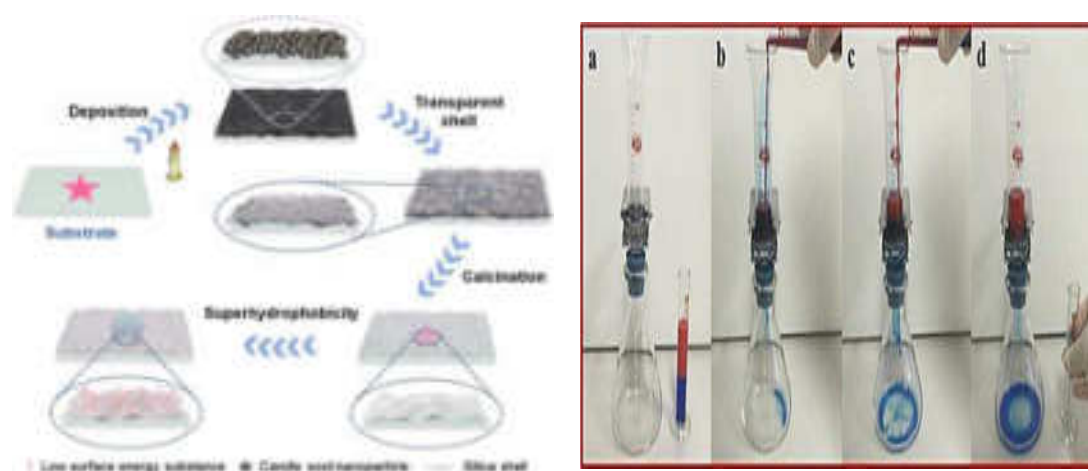 Deposition
Transparent
shell
Substrate
Calcination
Superhydrophobicity
Low surface energy substance
Candle soot nanoparticle
Silica shell
a
b
c
d